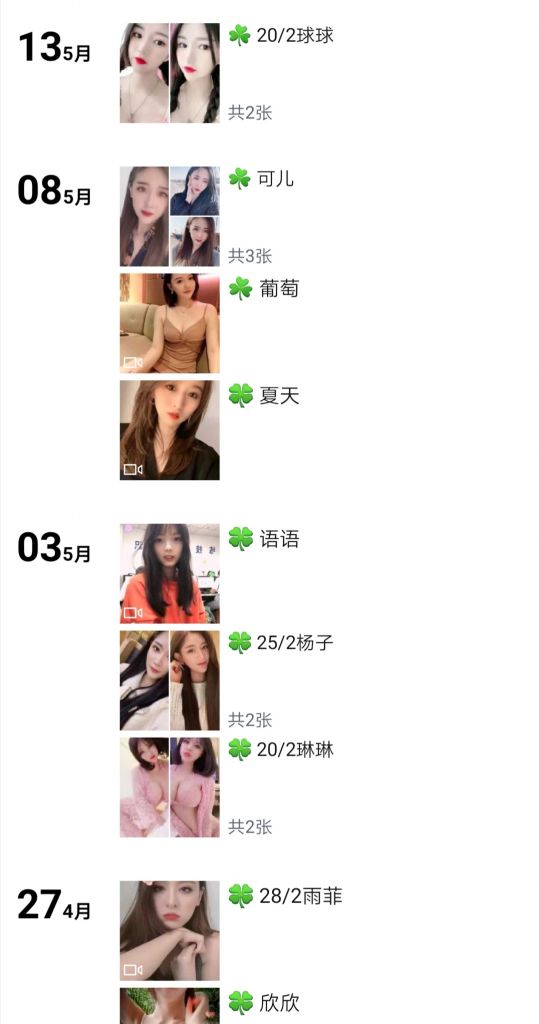 13 5月
☘️ 20/2球球
共2张
08 5月
☘️ 可儿
共3张
☘️ 葡萄
🍀 夏天
03 5月
🍀 语语
🍀 25/2杨子
共2张
🍀 20/2琳琳
共2张
27 4月
🍀 28/2雨菲
🍀 欣欣